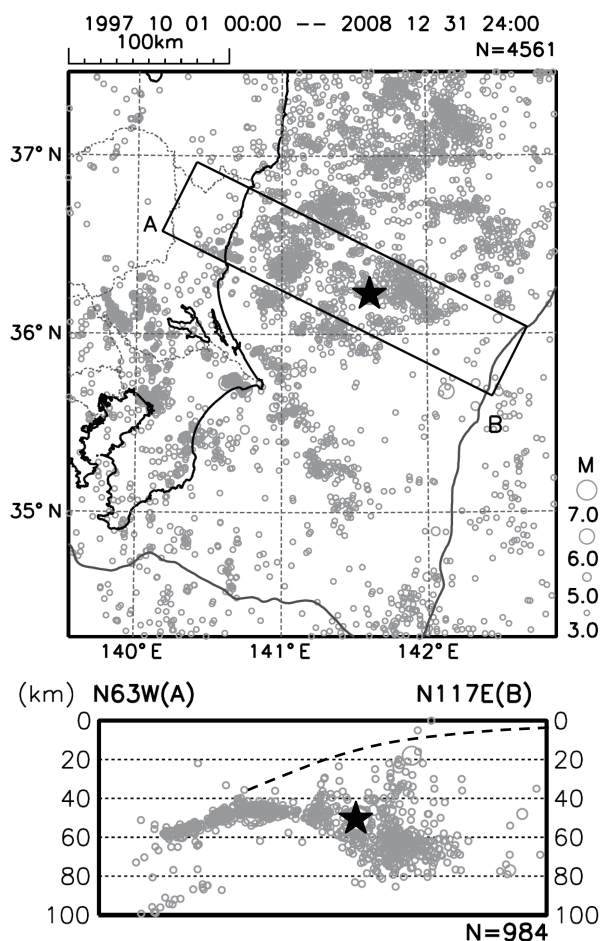 1997 10 01 00:00 -- 2008 12 31 24:00
100km
N=4561
37° N
A
36° N
B
M
35° N
7.0
6.0
5.0
3.0
140° E 141° E 142° E
(km) N63W(A) N117E(B)
0 0
20 20
40 40
60 60
80 80
100 100
N=984